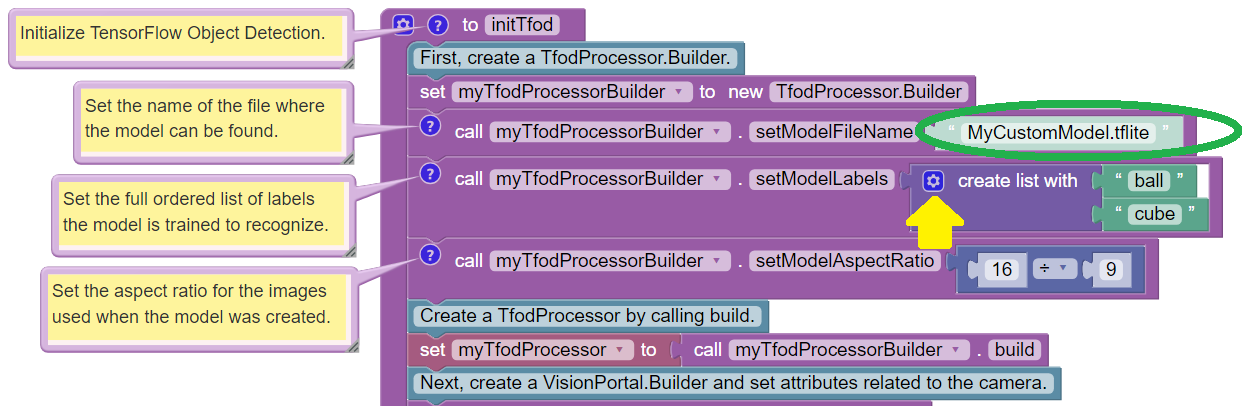 Initialize TensorFlow Object Detection.
? to initTfod
First, create a TfodProcessor.Builder.
set myTfodProcessorBuilder ▾ to new TfodProcessor.Builder
Set the name of the file where
the model can be found.
? call myTfodProcessorBuilder ▾ . setModelFileName “ MyCustomModel.tflite ”
Set the full ordered list of labels
the model is trained to recognize.
? call myTfodProcessorBuilder ▾ . setModelLabels create list with “ ball ”
“ cube ”
Set the aspect ratio for the images
used when the model was created.
? call myTfodProcessorBuilder ▾ . setModelAspectRatio 16 ÷ ▾ 9
Create a TfodProcessor by calling build.
set myTfodProcessor ▾ to call myTfodProcessorBuilder ▾ . build
Next, create a VisionPortal.Builder and set attributes related to the camera.